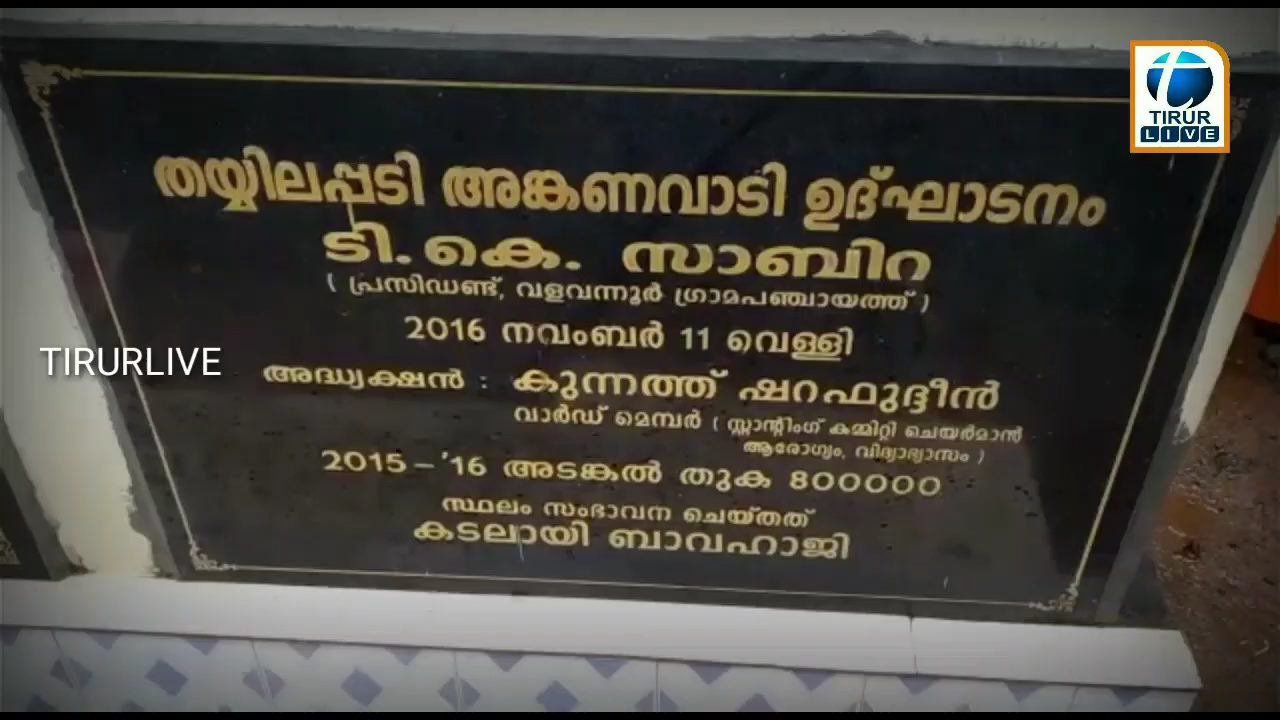 TIRUR
LIVE
തയ്യിലപ്പടി അങ്കണവാടി ഉദ്ഘാടനം
ടി. കെ. സാബിറ
( പ്രസിഡണ്ട്, വളവന്നൂർ ഗ്രാമപഞ്ചായത്ത് )
2016 നവംബർ 11 വെള്ളി
TIRURLIVE
അദ്ധ്യക്ഷൻ : കുന്നത്ത് ഷറഫുദ്ദീൻ
വാർഡ് മെമ്പർ ( സ്റ്റാന്റിംഗ് കമ്മിറ്റി ചെയർമാൻ
ആരോഗ്യം, വിദ്യാഭ്യാസം )
2015 – '16 അടങ്കൽ തുക 800000
സ്ഥലം സംഭാവന ചെയ്തത്
കടലായി ബാവഹാജി